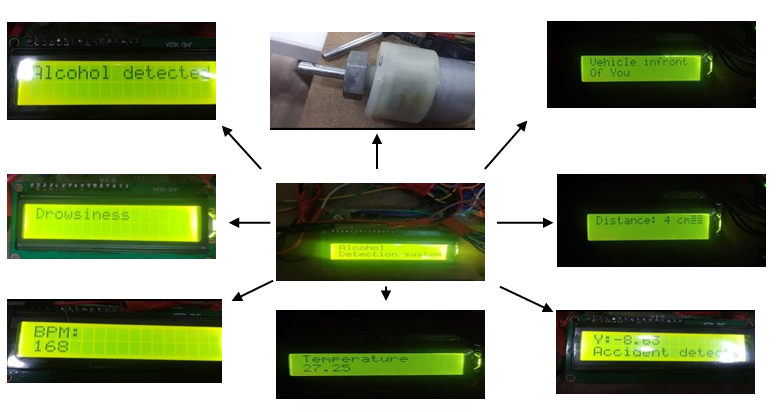 Alcohol detected
Vehicle infront
Of You
Drowsiness
Alcohol
Detection system
Distance: 4 cm
BPM:
168
Temperature
27.25
Y:-8.63
Accident detec